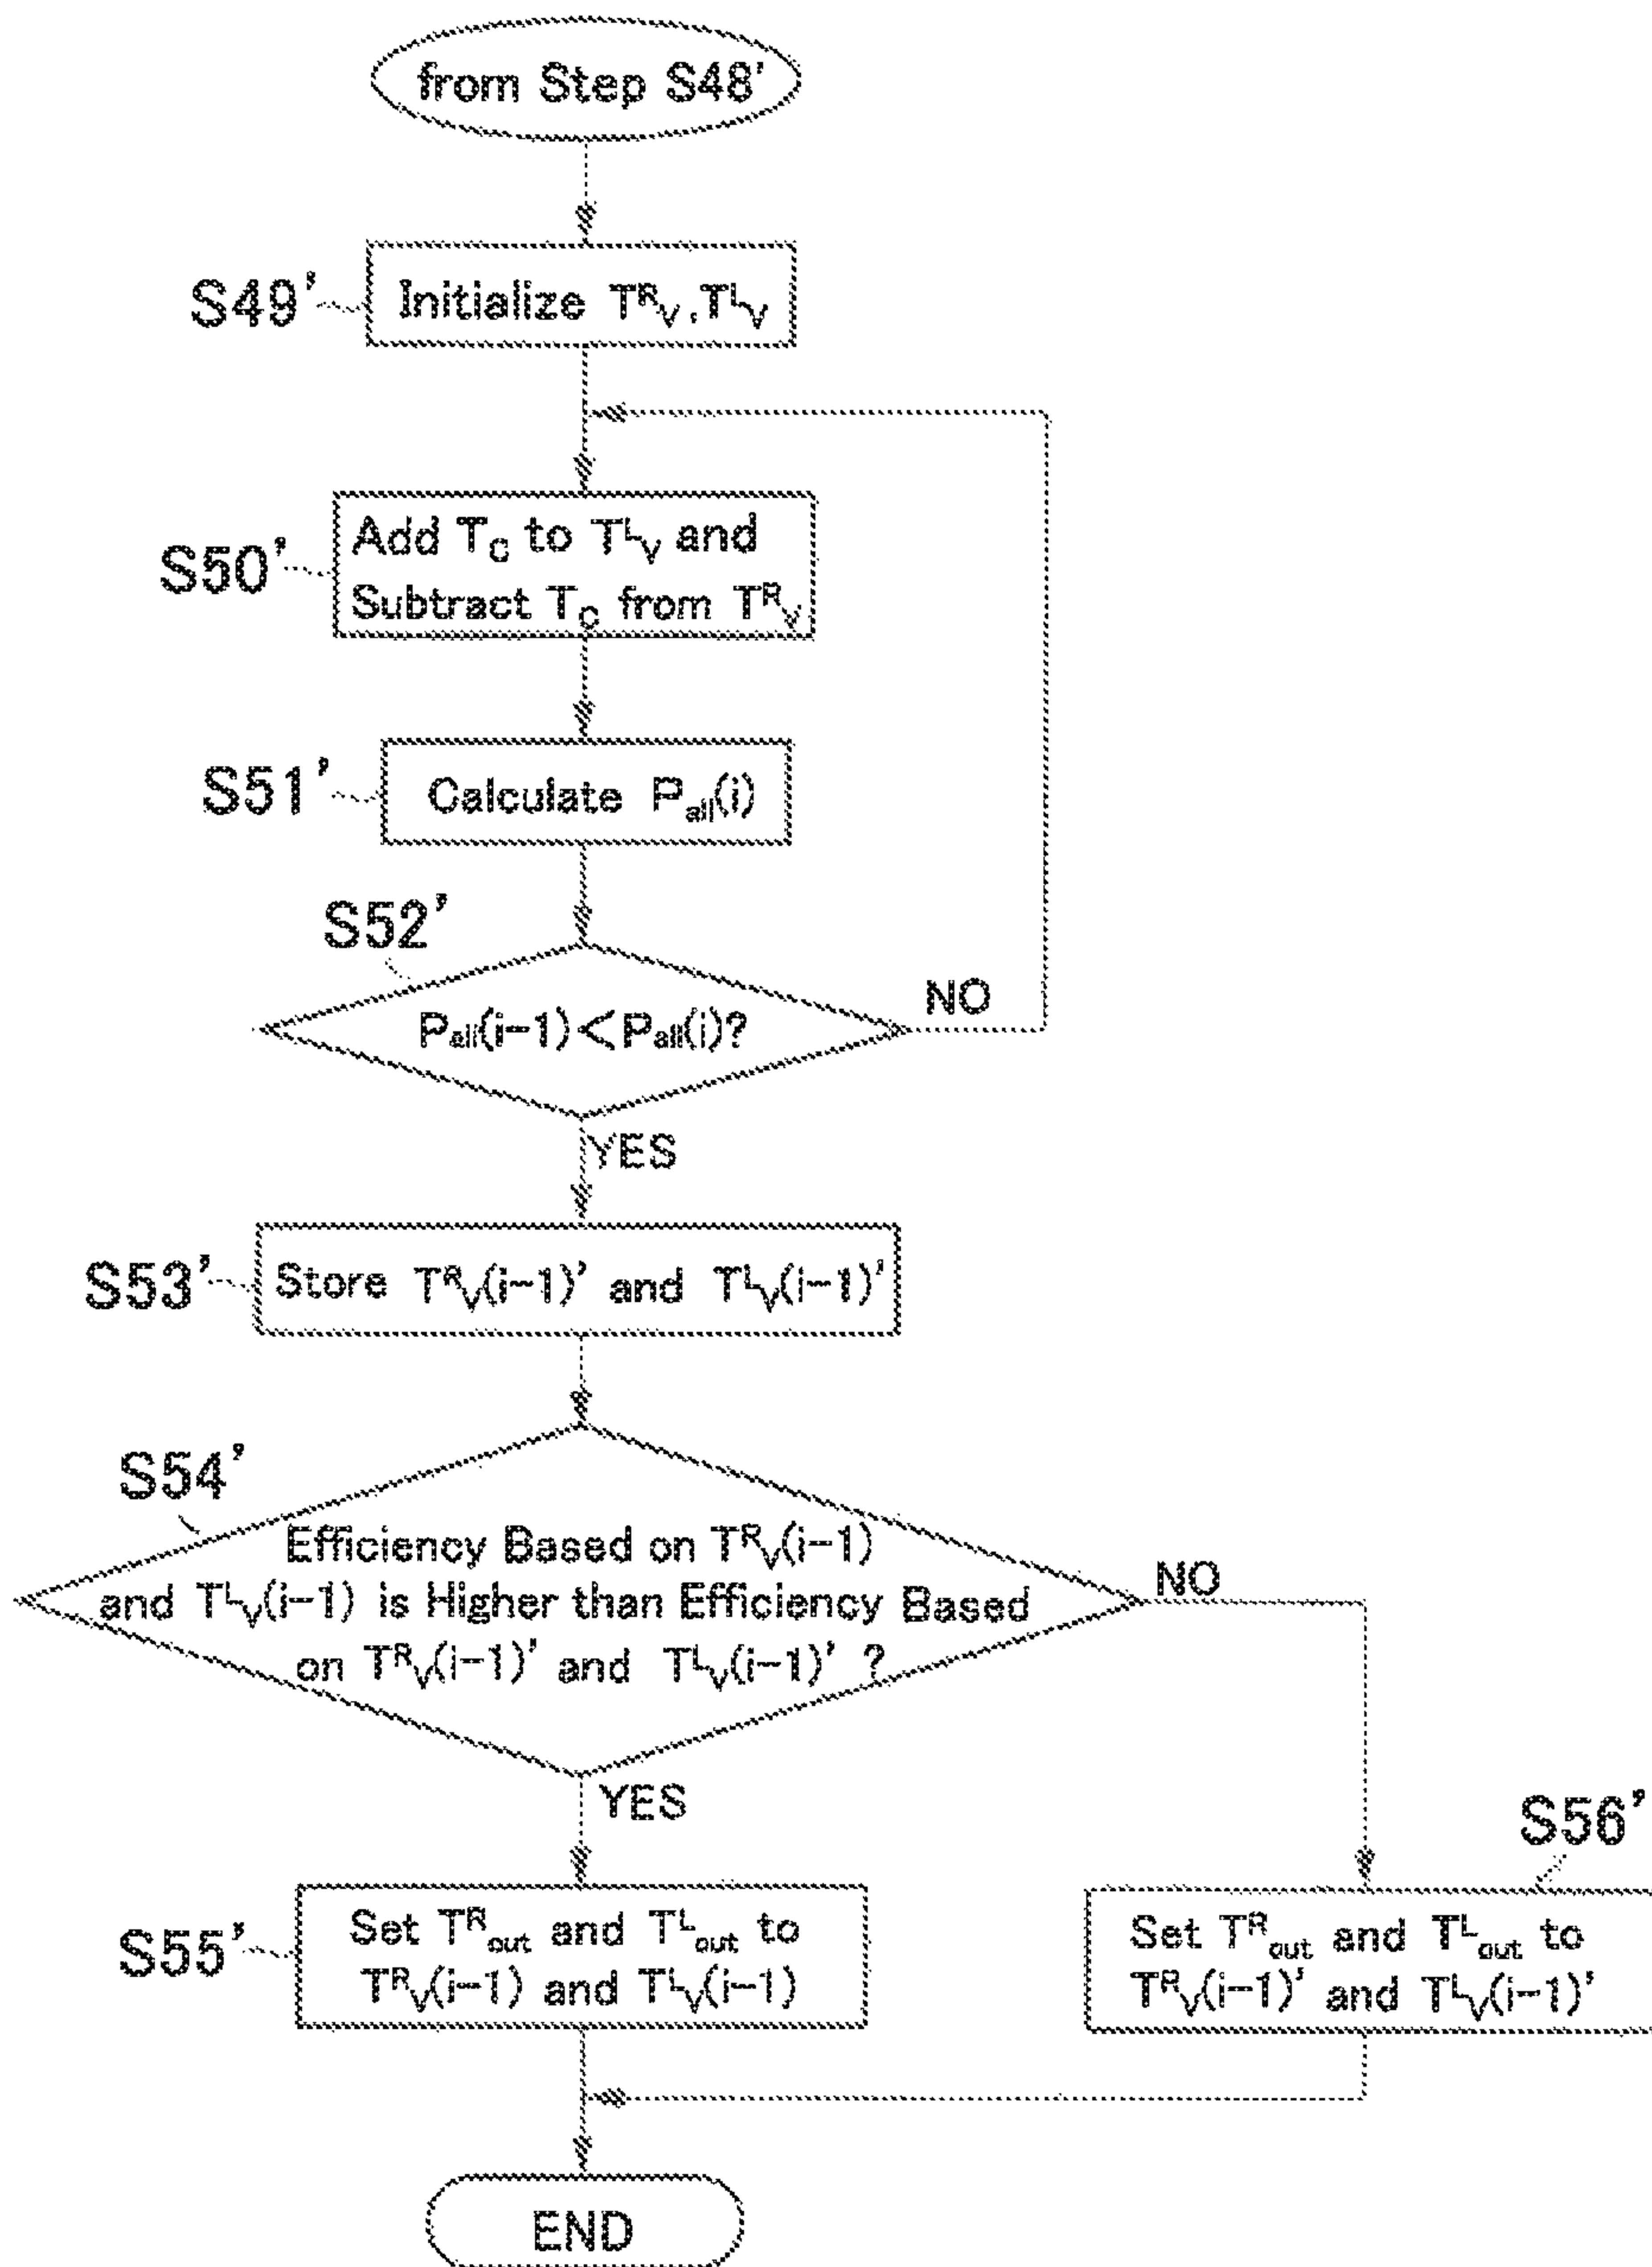 from Step S48'
S49'
Initialize T^R_V, T^L_V
S50'
Add T_C to T^L_V and
Subtract T_C from T^R_V
S51'
Calculate P_all(i)
S52'
P_all(i-1)<P_all(i)?
NO
YES
S53'
Store T^R_V(i-1)' and T^L_V(i-1)'
S54'
Efficiency Based on T^R_V(i-1)
and T^L_V(i-1) is Higher than Efficiency Based
on T^R_V(i-1)' and T^L_V(i-1)' ?
NO
YES
S55'
Set T^R_out and T^L_out to
T^R_V(i-1) and T^L_V(i-1)
S56'
Set T^R_out and T^L_out to
T^R_V(i-1)' and T^L_V(i-1)'
END